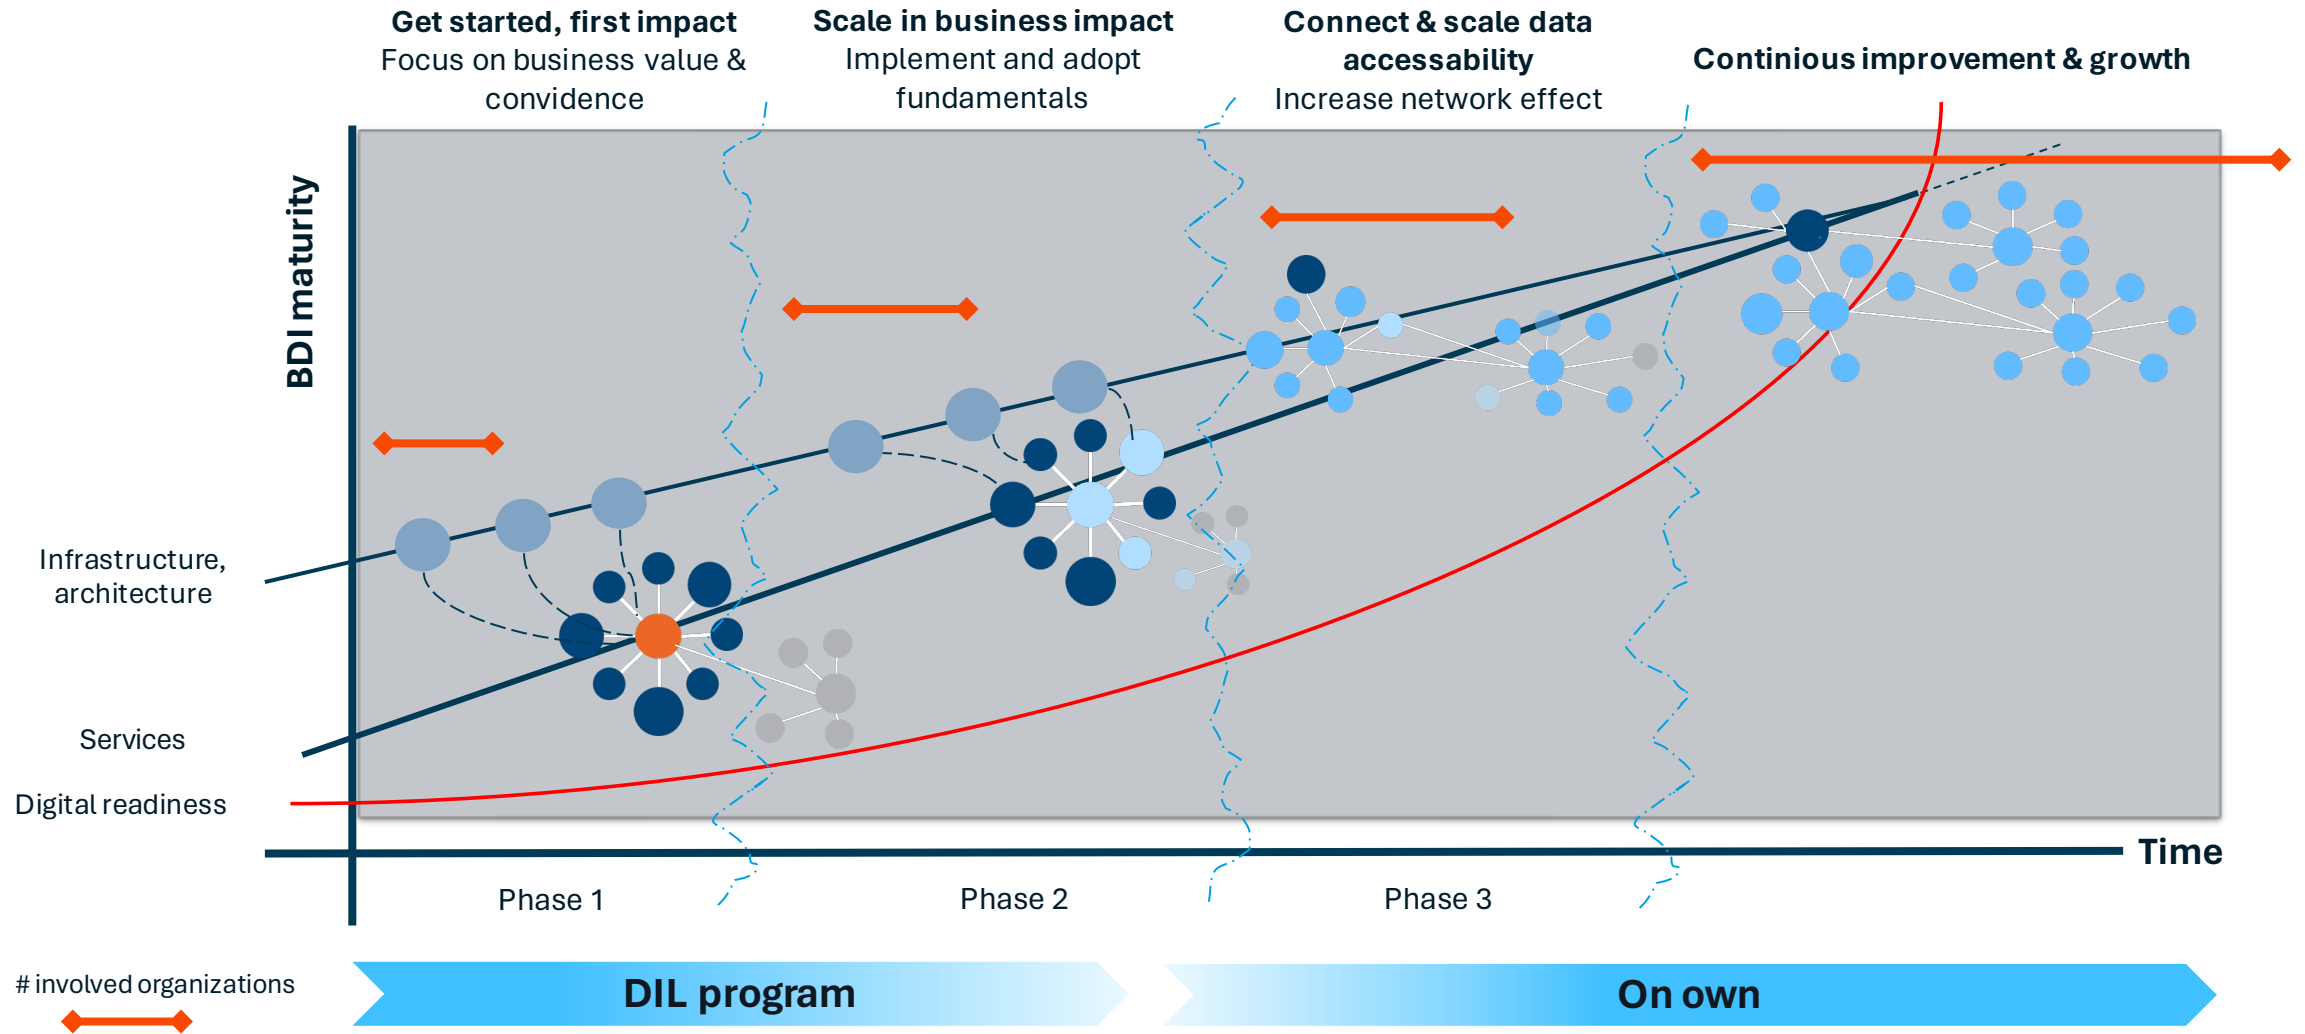 Get started, first impact
Focus on business value &
convidence
Scale in business impact
Implement and adopt
fundamentals
Connect & scale data
accessability
Increase network effect
Continious improvement & growth
BDI maturity
Infrastructure,
architecture
Services
Digital readiness
Time
Phase 1
Phase 2
Phase 3
# involved organizations
DIL program
On own